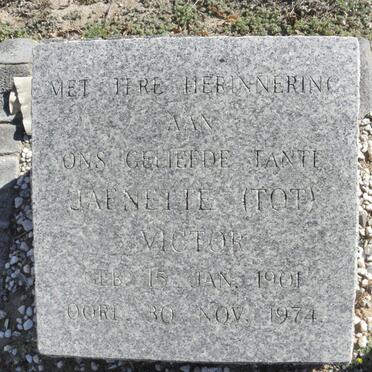 MET TERE HERINNERING
AAN
ONS GELIEFDE TANTE
JAENETTE (TOT)
VICTOR
GEB. 15 JAN. 1901
OORL. 30 NOV. 1974.